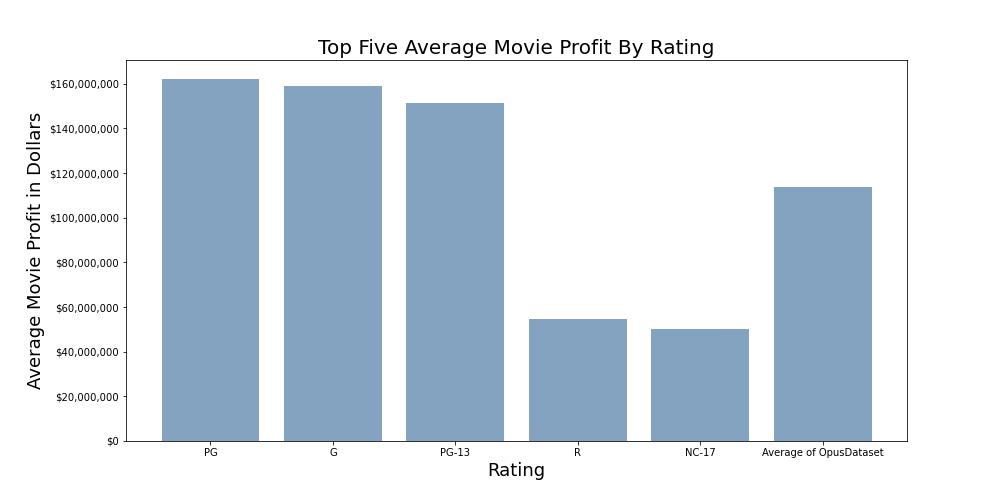 Top Five Average Movie Profit By Rating
Average Movie Profit in Dollars
$160,000,000
$140,000,000
$120,000,000
$100,000,000
$80,000,000
$60,000,000
$40,000,000
$20,000,000
$0
PG G PG-13 R NC-17 Average of OpusDataset
Rating